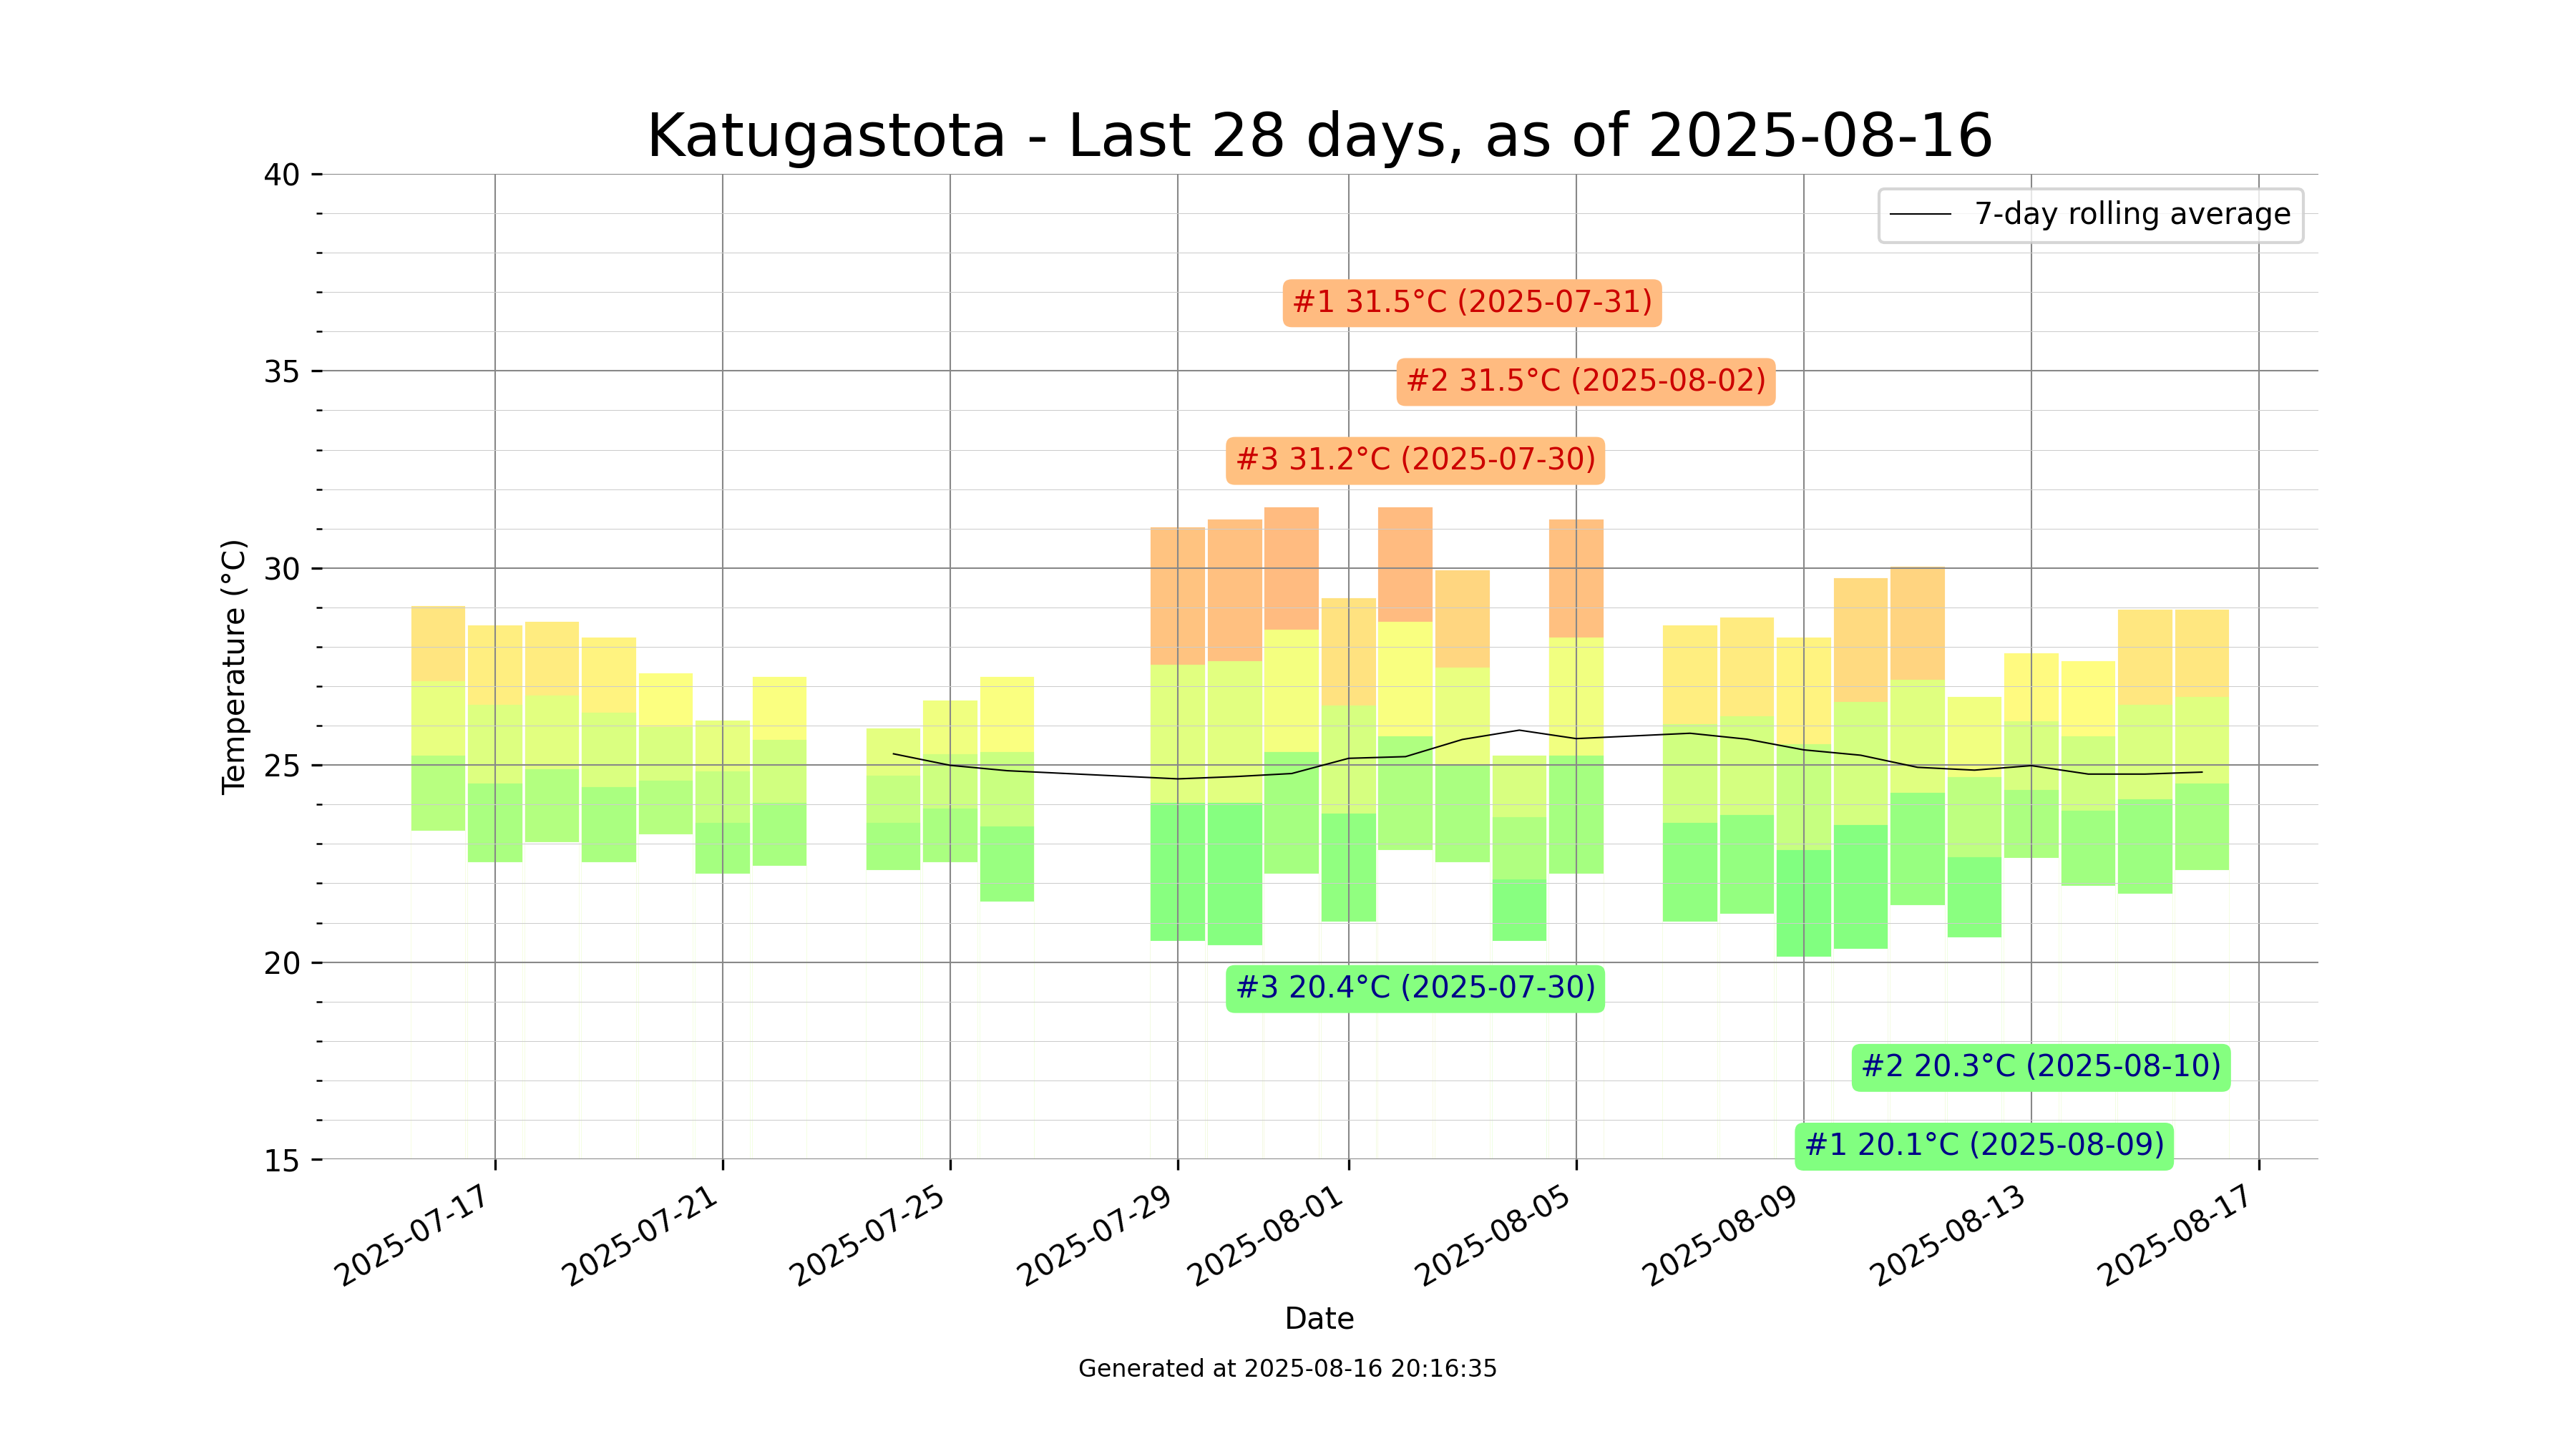 Katugastota - Last 28 days, as of 2025-08-16
40
35
30
25
20
15
Temperature (°C)
7-day rolling average
#1 31.5°C (2025-07-31)
#2 31.5°C (2025-08-02)
#3 31.2°C (2025-07-30)
#3 20.4°C (2025-07-30)
#2 20.3°C (2025-08-10)
#1 20.1°C (2025-08-09)
2025-07-17
2025-07-21
2025-07-25
2025-07-29
2025-08-01
2025-08-05
2025-08-09
2025-08-13
2025-08-17
Date
Generated at 2025-08-16 20:16:35